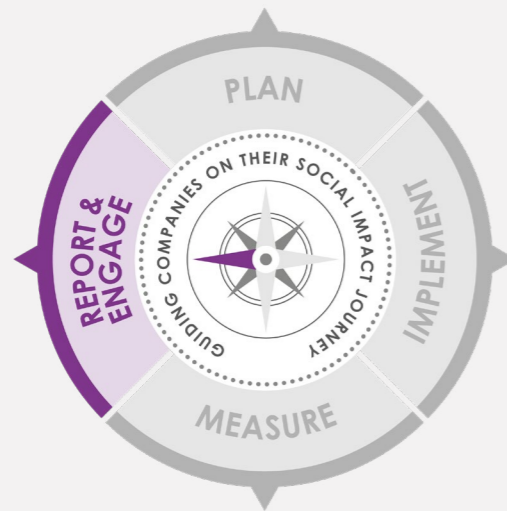 PLAN
IMPLEMENT
MEASURE
REPORT &
ENGAGE
GUIDING COMPANIES ON THEIR SOCIAL IMPACT JOURNEY